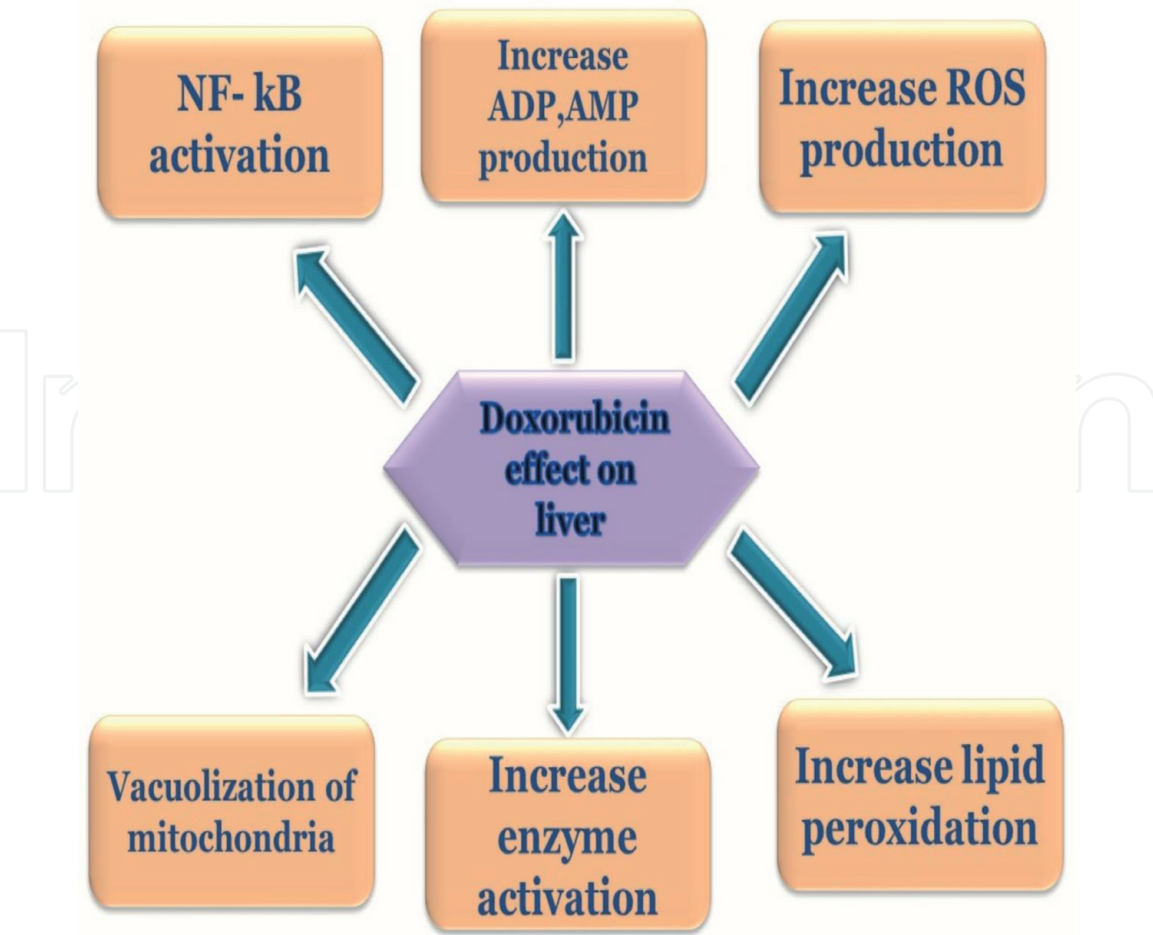 NF- kB
activation
Increase
ADP,AMP
production
Increase ROS
production
Doxorubicin
effect on
liver
Vacuolization of
mitochondria
Increase
enzyme
activation
Increase lipid
peroxidation